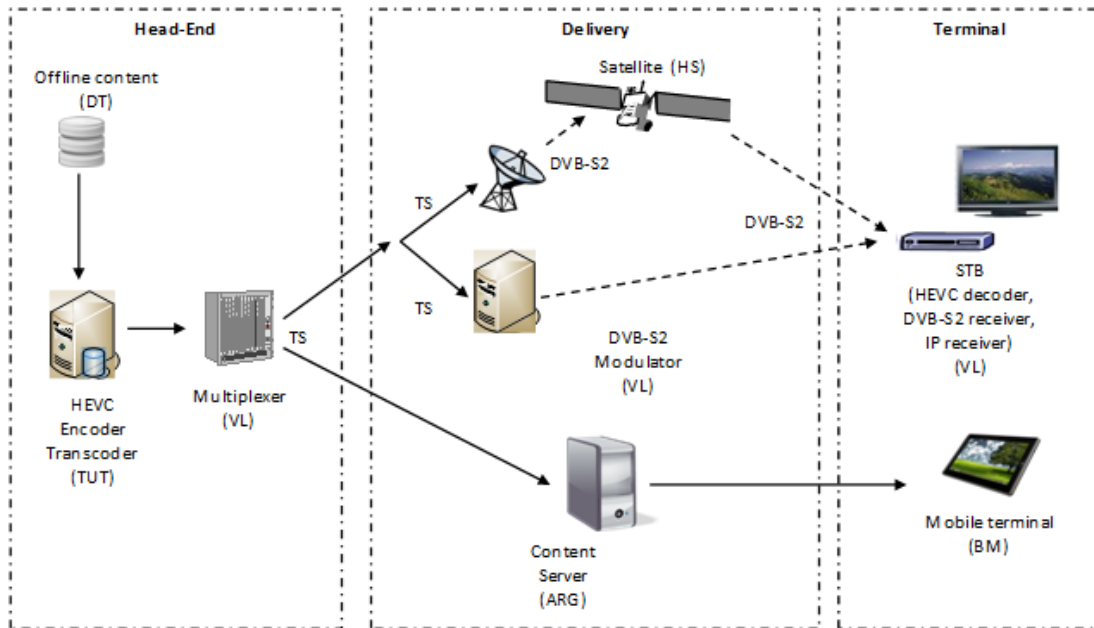 Head-End
Offline content
(DT)
HEVC
Encoder
Transcoder
(TUT)
Multiplexer
(VL)
TS
Delivery
Satellite (HS)
DVB-S2
TS
TS
DVB-S2
DVB-S2
Modulator
(VL)
Content
Server
(ARG)
Terminal
STB
(HEVC decoder,
DVB-S2 receiver,
IP receiver)
(VL)
Mobile terminal
(BM)